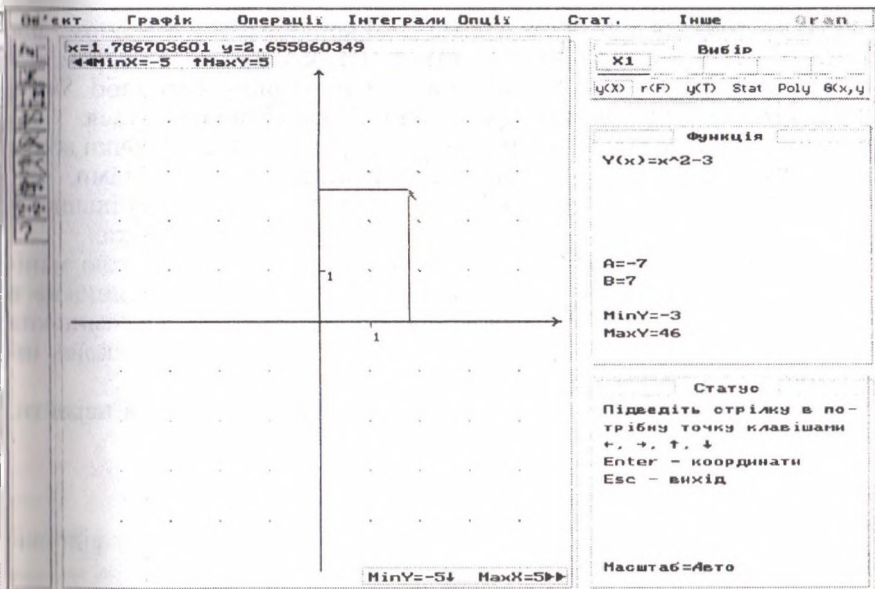 Об'єкт Графік Операції Інтеграли Опції Стат. Інше Gran
x=1.786703601 y=2.655860349
◄◄MinX=-5 ↑MaxY=5
1
1
MinY=-5↓ MaxX=5►►
?
Вибір
X1
y(X) r(F) y(T) Stat Poly
Функція
Y(x)=x^2-3
A=-7
B=7
MinY=-3
MaxY=46
Статус
Підведіть стрілку в по-
трібну точку клавішами
←, →, ↑, ↓
Enter - координати
Esc - вихід
Масштаб=Авто